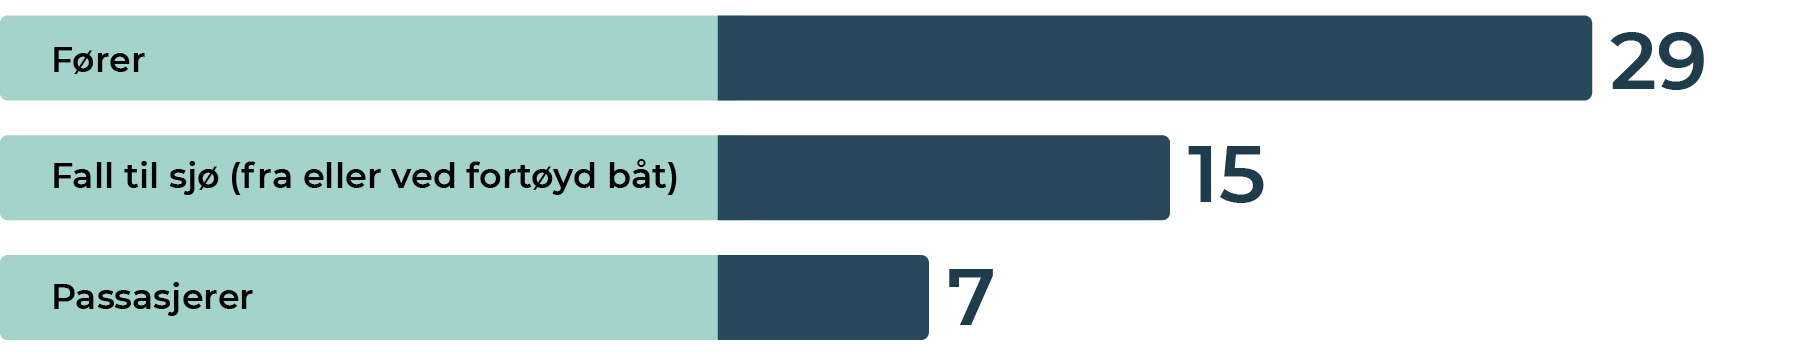 Fører 29
Fall til sjø (fra eller ved fortøyd båt) 15
Passasjerer 7